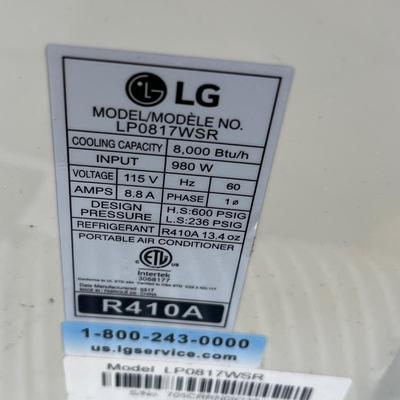 LG
MODEL/MODÈLE NO.
LP0817WSR
COOLING CAPACITY 8,000 Btu/h
INPUT 980 W
VOLTAGE 115 V Hz 60
AMPS 8.8 A PHASE 1ø
DESIGN PRESSURE H.S:600 PSIG
L.S:236 PSIG
REFRIGERANT R410A 13.4 oz
PORTABLE AIR CONDITIONER
ETL
Intertek
3068177
R410A
1-800-243-0000
us.lgservice.com
Model LP0817WSR